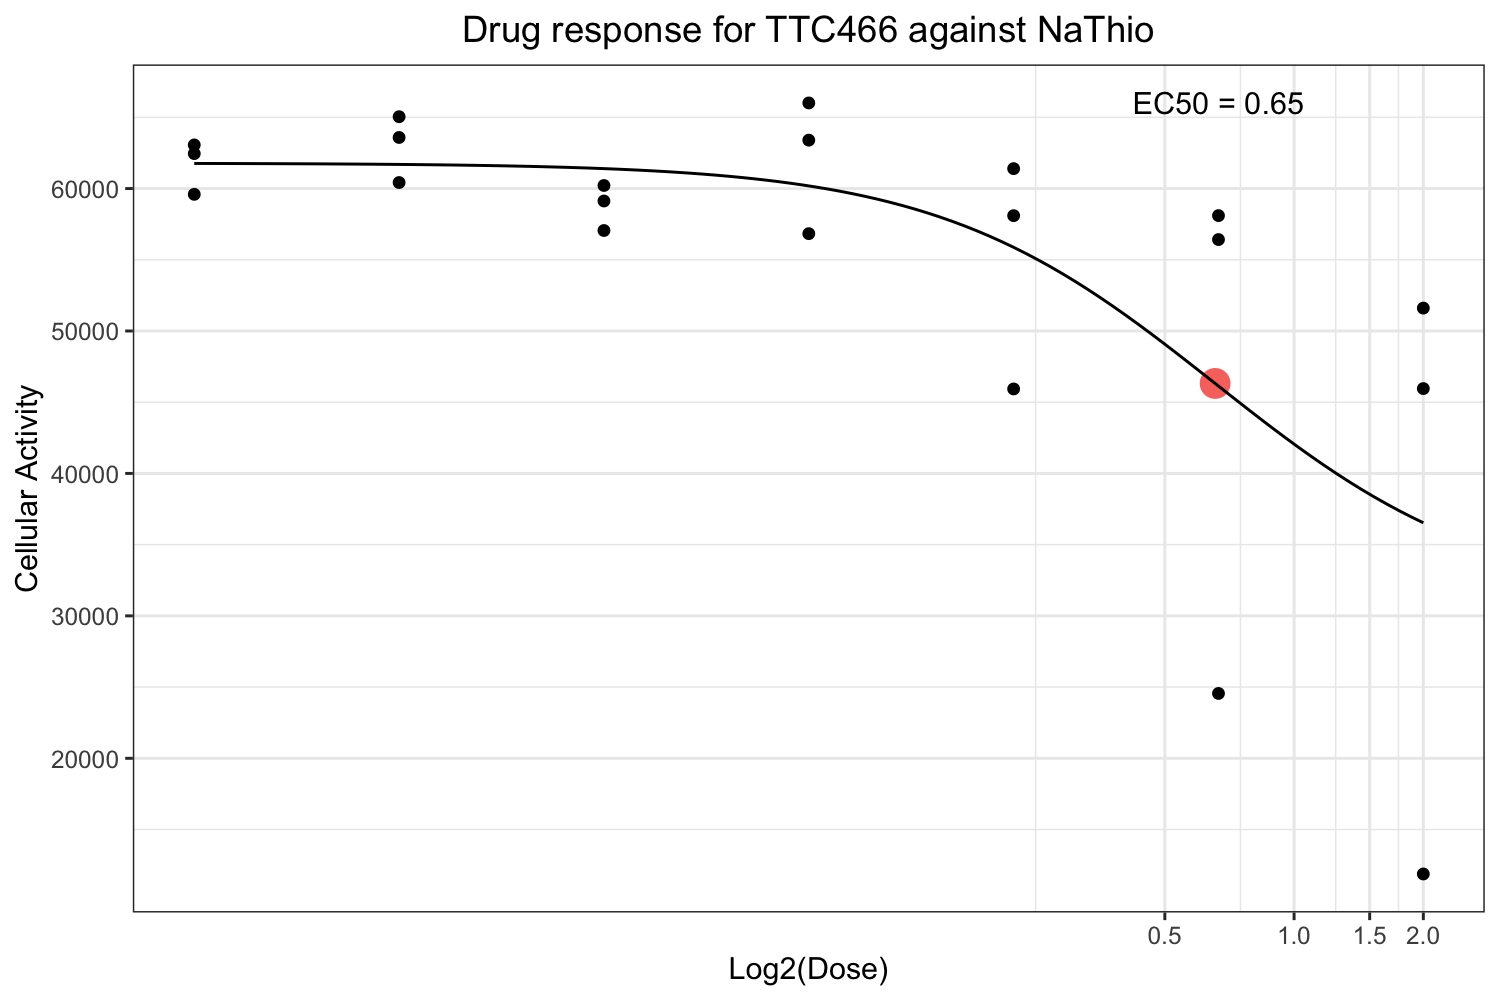 Drug response for TTC466 against NaThio
EC50 = 0.65
60000
50000
40000
30000
20000
Cellular Activity
0.5 1.0 1.5 2.0
Log2(Dose)